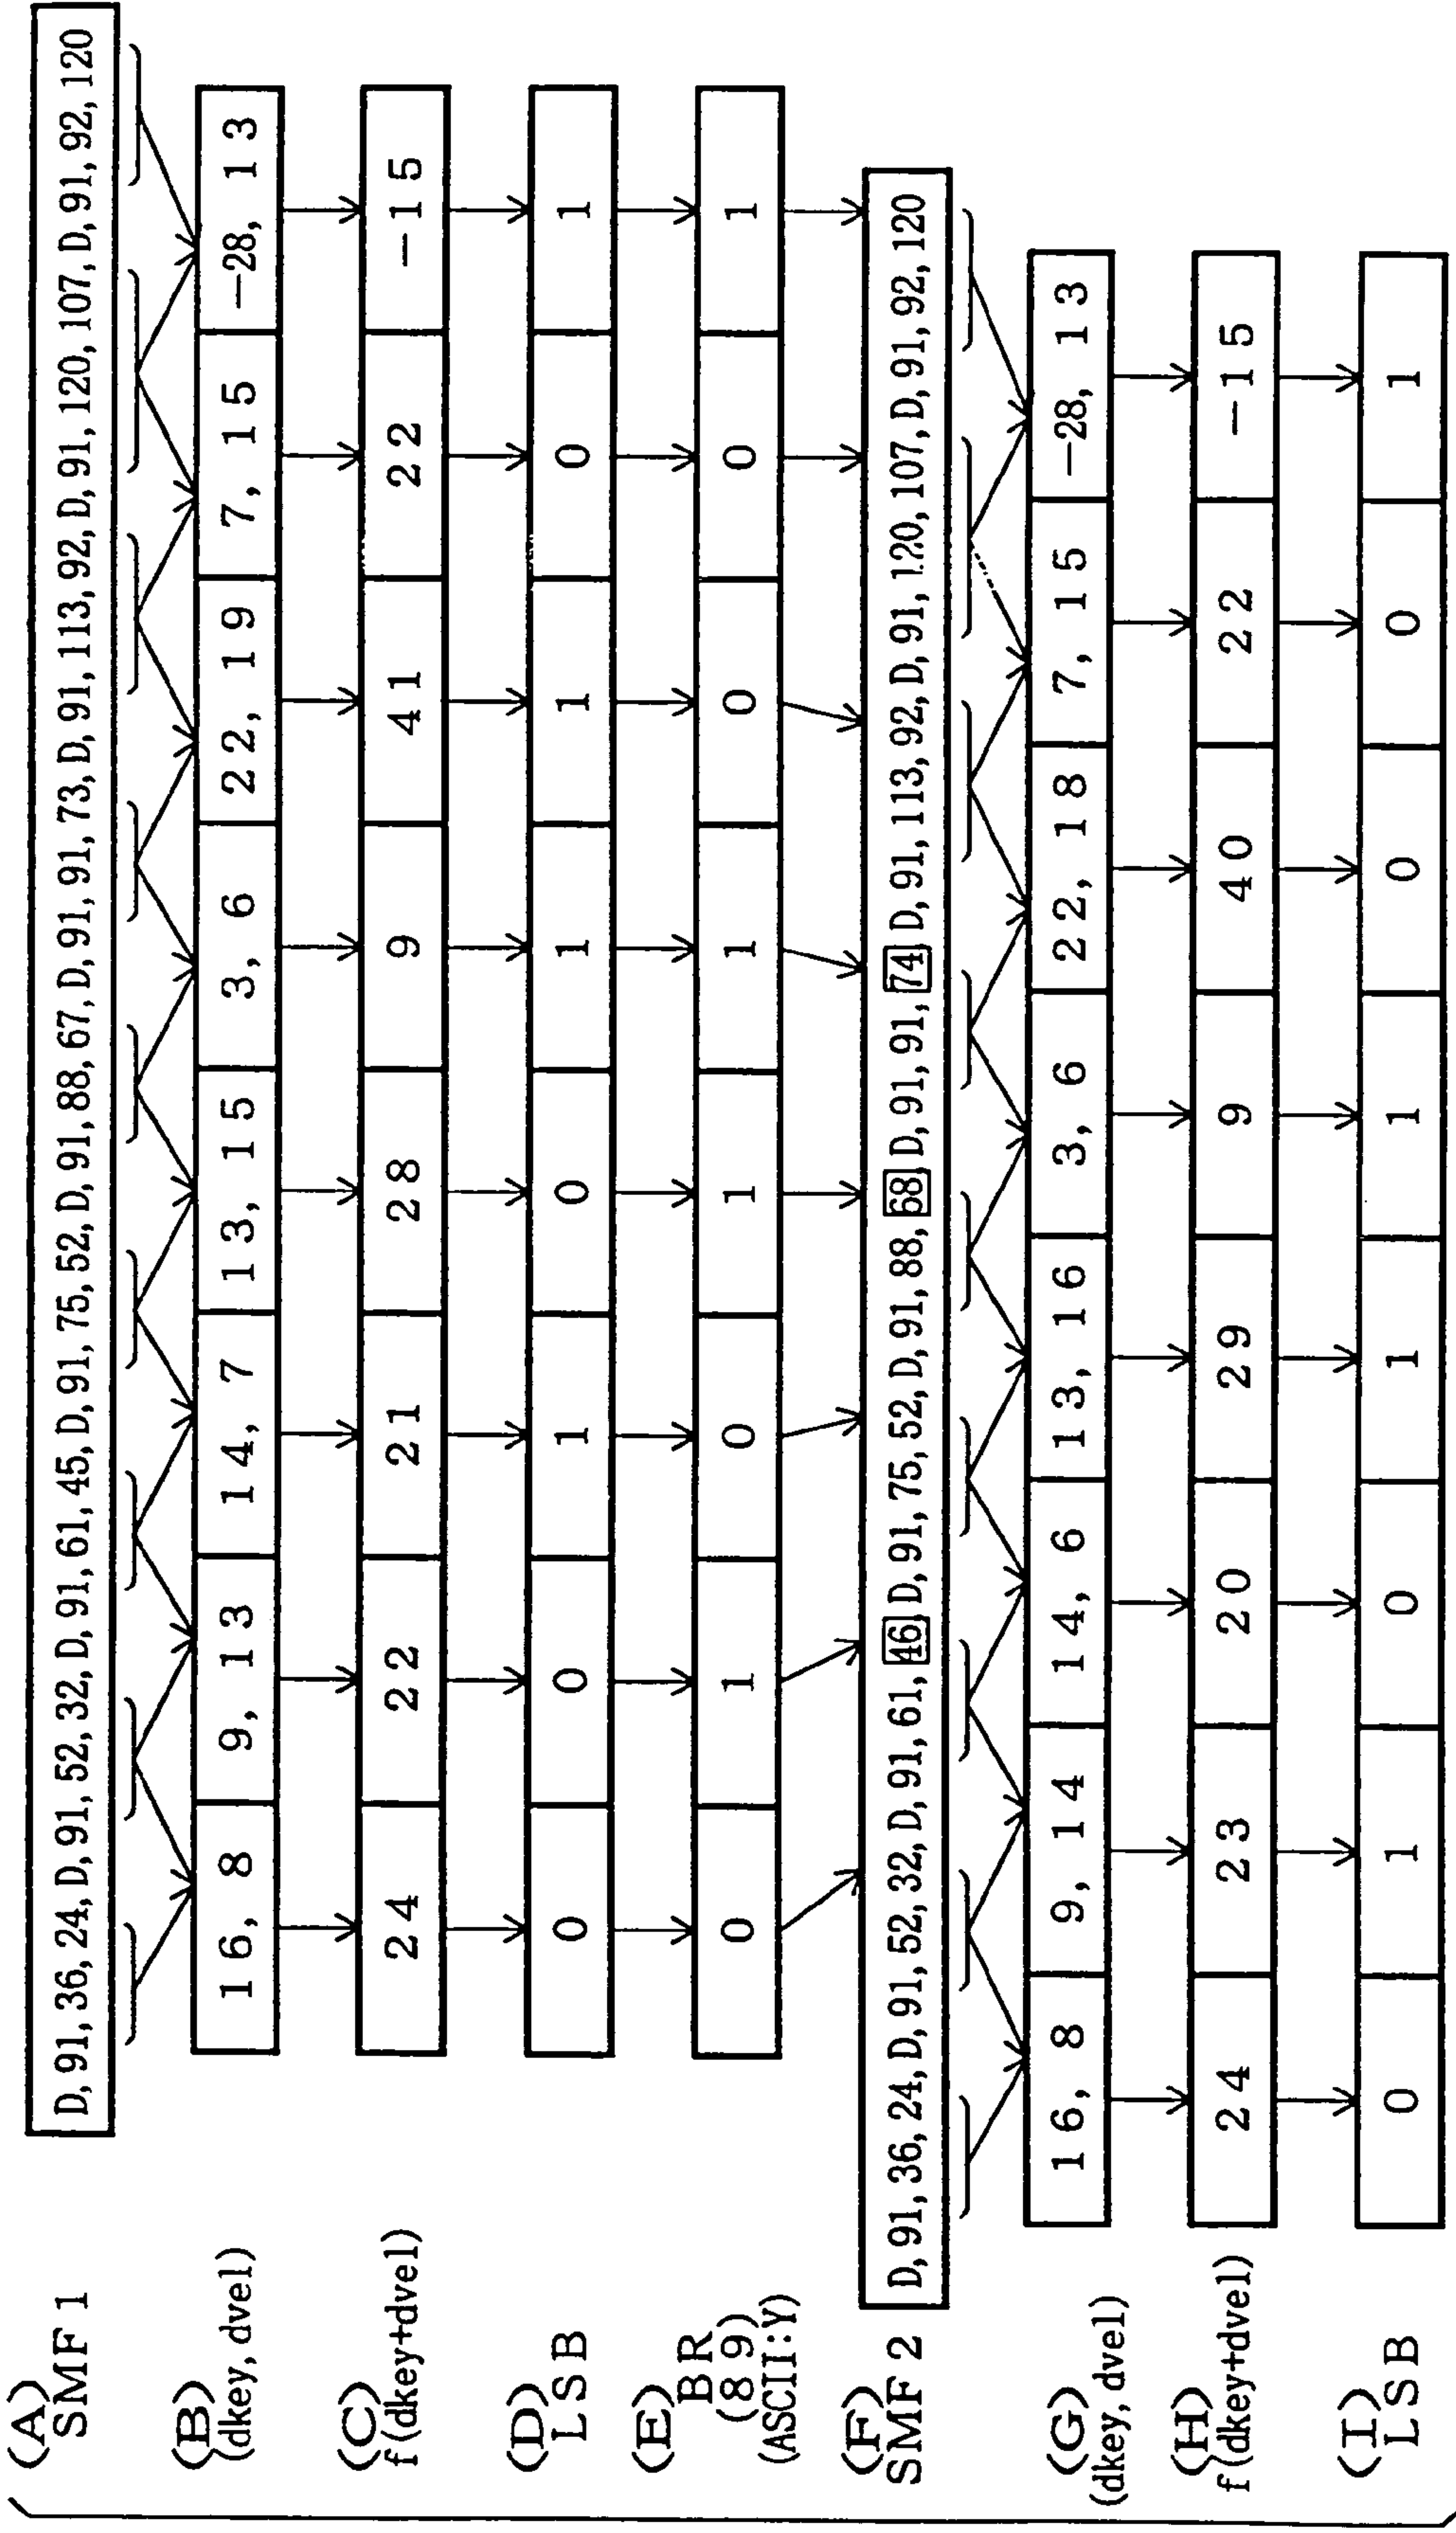 (A)
SMF 1
D, 91, 36, 24, D, 91, 52, 32, D, 91, 61, 45, D, 91, 75, 52, D, 91, 88, 67, D, 91, 91, 73, D, 91, 113, 92, D, 91, 120, 107, D, 91, 92, 120
(B)
(dkey, dvel)
16, 8 9, 13 14, 7 13, 15 3, 6 22, 19 7, 15 −28, 13
(C)
f(dkey+dvel)
24 22 21 28 9 41 22 −15
(D)
LSB
0 0 1 0 1 1 0 1
(E)
BR
(89)
(ASCII:Y)
0 1 0 1 1 0 0 1
(F)
SMF 2
D, 91, 36, 24, D, 91, 52, 32, D, 91, 61, 46, D, 91, 75, 52, D, 91, 88, 68, D, 91, 91, 74, D, 91, 113, 92, D, 91, 120, 107, D, 91, 92, 120
(G)
(dkey, dvel)
16, 8 9, 14 14, 6 13, 16 3, 6 22, 18 7, 15 −28, 13
(H)
f(dkey+dvel)
24 23 20 29 9 40 22 −15
(I)
LSB
0 1 0 1 1 0 0 1